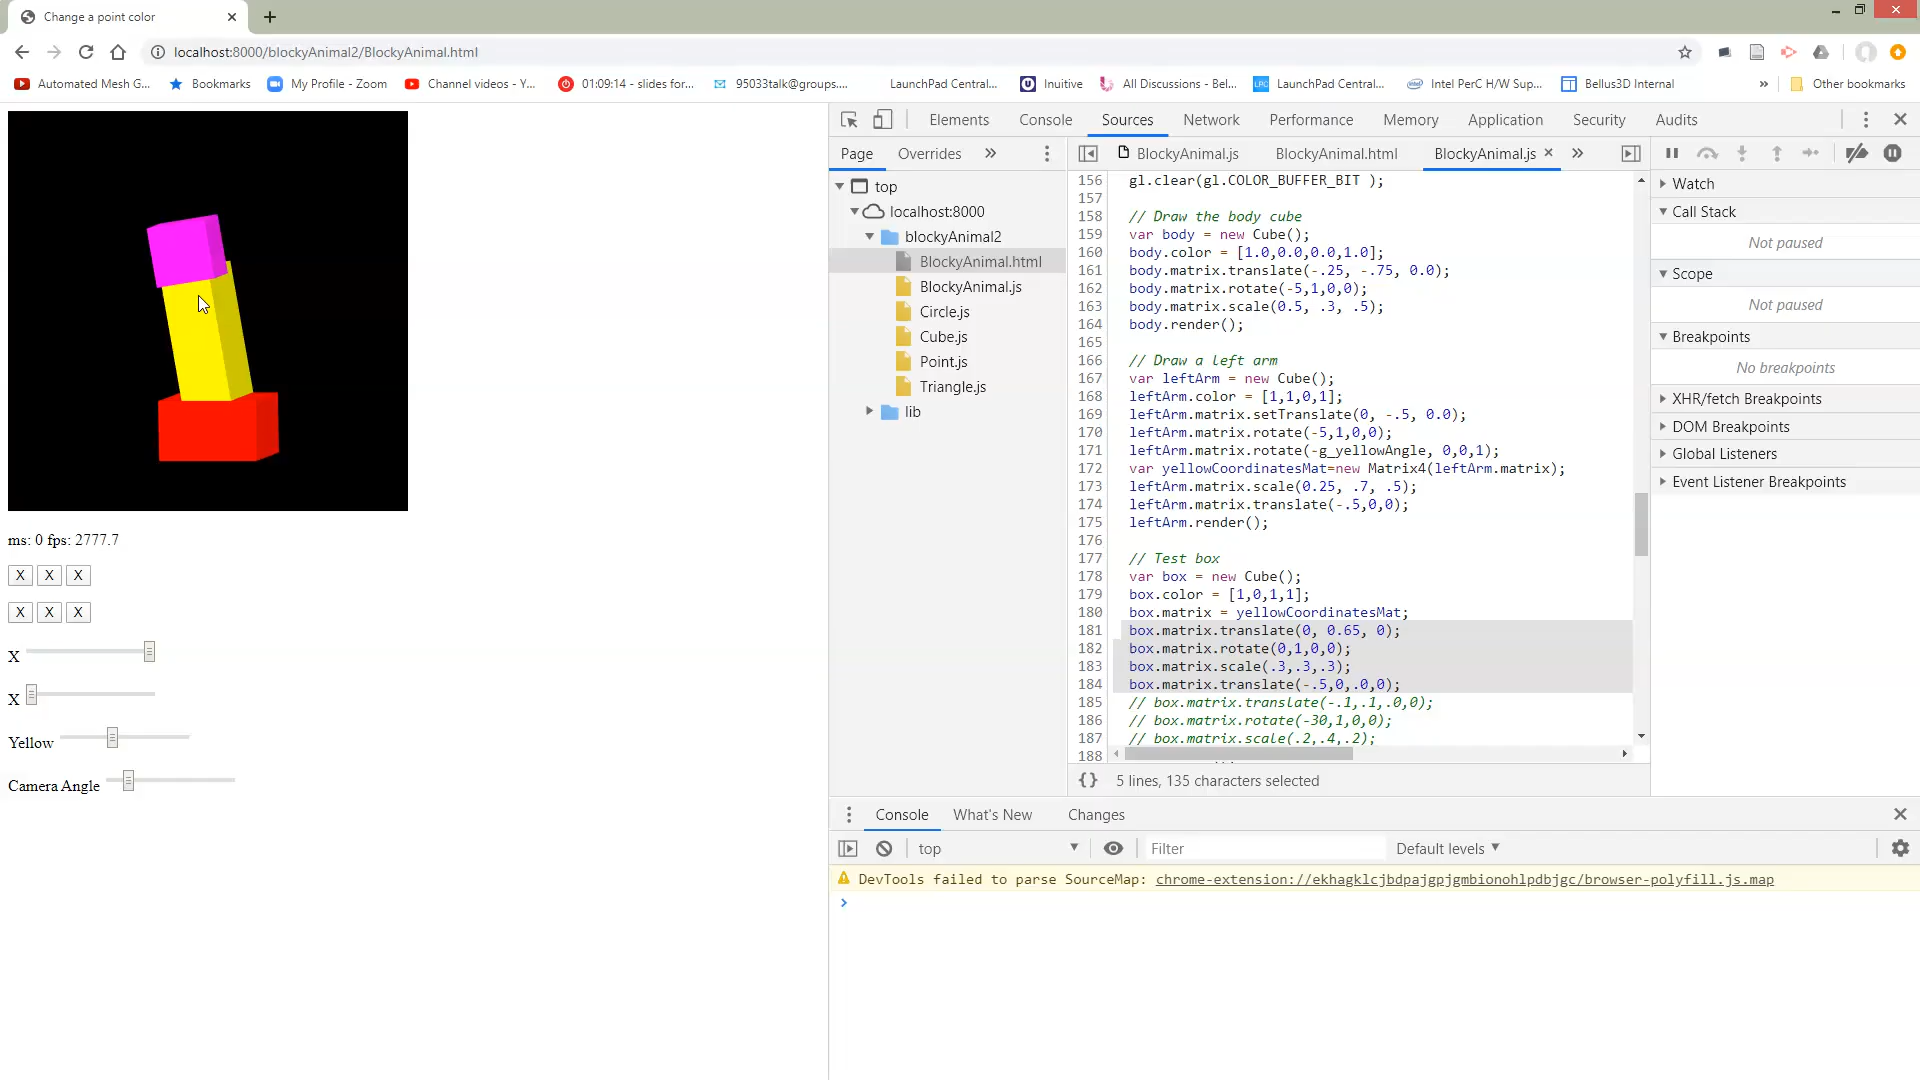 Change a point color
localhost:8000/blockyAnimal2/BlockyAnimal.html
Automated Mesh G... Bookmarks My Profile - Zoom Channel videos - Y... 01:09:14 - slides for... 95033talk@groups.... LaunchPad Central... Inuitive All Discussions - Bel... LaunchPad Central... Intel PerC H/W Sup... Bellus3D Internal » Other bookmarks
Elements Console Sources Network Performance Memory Application Security Audits
Page Overrides » BlockyAnimal.js BlockyAnimal.html BlockyAnimal.js »
top
localhost:8000
blockyAnimal2
BlockyAnimal.html
BlockyAnimal.js
Circle.js
Cube.js
Point.js
Triangle.js
lib
156 gl.clear(gl.COLOR_BUFFER_BIT );
157
158 // Draw the body cube
159 var body = new Cube();
160 body.color = [1.0,0.0,0.0,1.0];
161 body.matrix.translate(-.25, -.75, 0.0);
162 body.matrix.rotate(-5,1,0,0);
163 body.matrix.scale(0.5, .3, .5);
164 body.render();
165
166 // Draw a left arm
167 var leftArm = new Cube();
168 leftArm.color = [1,1,0,1];
169 leftArm.matrix.setTranslate(0, -.5, 0.0);
170 leftArm.matrix.rotate(-5,1,0,0);
171 leftArm.matrix.rotate(-g_yellowAngle, 0,0,1);
172 var yellowCoordinatesMat=new Matrix4(leftArm.matrix);
173 leftArm.matrix.scale(0.25, .7, .5);
174 leftArm.matrix.translate(-.5,0,0);
175 leftArm.render();
176
177 // Test box
178 var box = new Cube();
179 box.color = [1,0,1,1];
180 box.matrix = yellowCoordinatesMat;
181 box.matrix.translate(0, 0.65, 0);
182 box.matrix.rotate(0,1,0,0);
183 box.matrix.scale(.3,.3,.3);
184 box.matrix.translate(-.5,0,.0,0);
185 // box.matrix.translate(-.1,.1,.0,0);
186 // box.matrix.rotate(-30,1,0,0);
187 // box.matrix.scale(.2,.4,.2);
188
{} 5 lines, 135 characters selected
Watch
Call Stack
Not paused
Scope
Not paused
Breakpoints
No breakpoints
XHR/fetch Breakpoints
DOM Breakpoints
Global Listeners
Event Listener Breakpoints
ms: 0 fps: 2777.7
X X X
X X X
X
X
Yellow
Camera Angle
Console What's New Changes
top Filter Default levels
DevTools failed to parse SourceMap: chrome-extension://ekhagklcjbdpajgpjgmbionohlpdbjgc/browser-polyfill.js.map